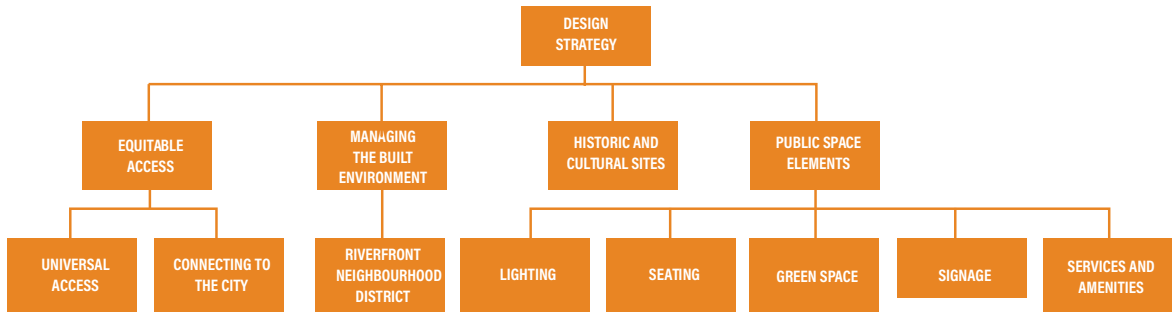 DESIGN
STRATEGY
EQUITABLE
ACCESS
MANAGING
THE BUILT
ENVIRONMENT
HISTORIC AND
CULTURAL SITES
PUBLIC SPACE
ELEMENTS
UNIVERSAL
ACCESS
CONNECTING TO
THE CITY
RIVERFRONT
NEIGHBOURHOOD
DISTRICT
LIGHTING
SEATING
GREEN SPACE
SIGNAGE
SERVICES AND
AMENITIES